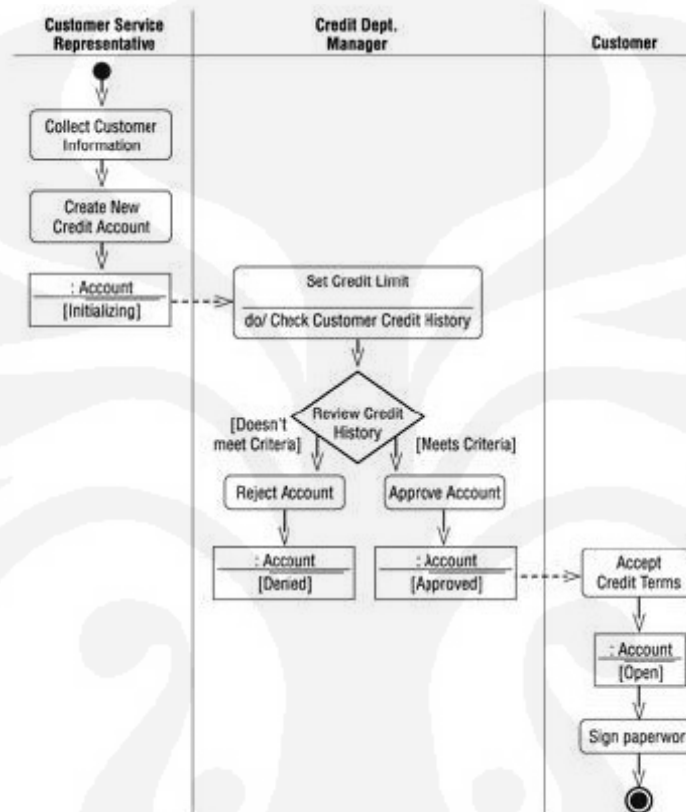 Customer Service
Representative
Credit Dept.
Manager
Customer
Collect Customer
Information
Create New
Credit Account
: Account
[Initializing]
Set Credit Limit
do/ Check Customer Credit History
Review Credit
History
[Doesn't
meet Criteria]
[Meets Criteria]
Reject Account
Approve Account
: Account
[Denied]
: Account
[Approved]
Accept
Credit Terms
: Account
[Open]
Sign paperwor